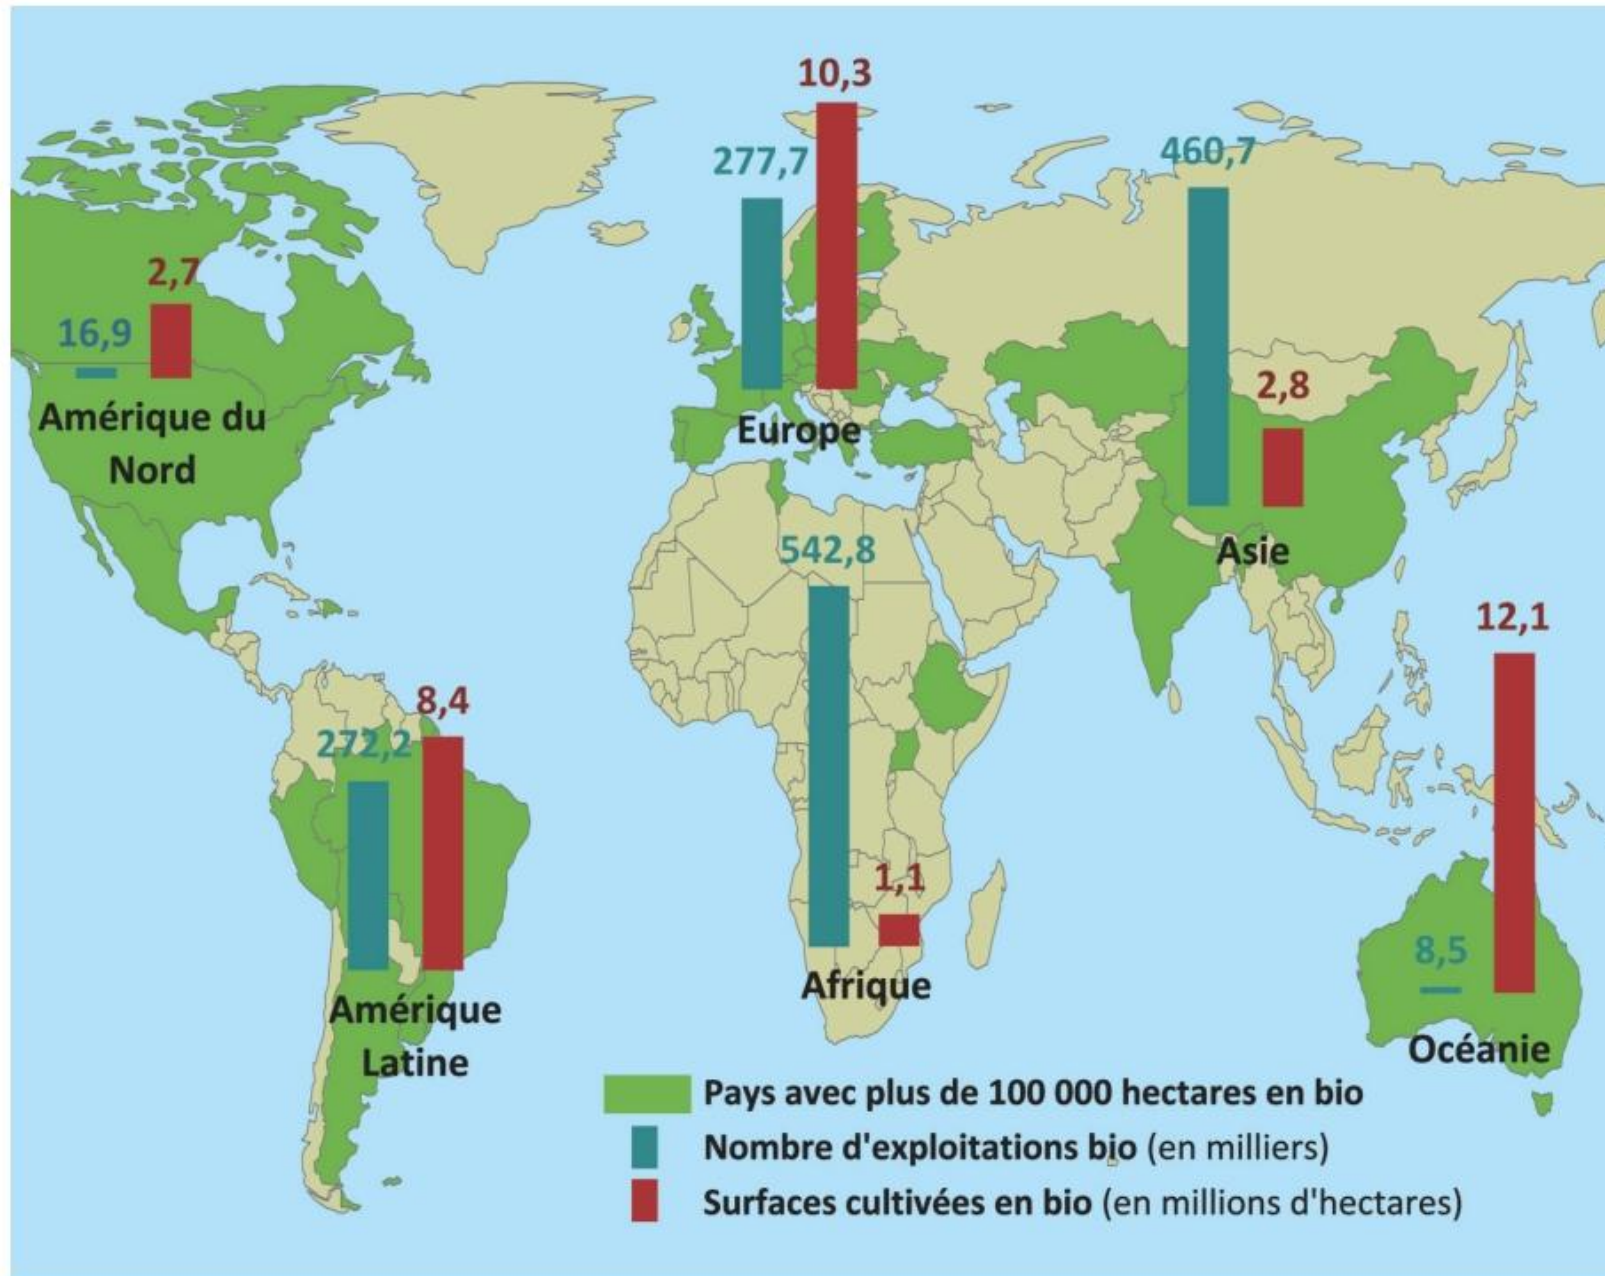 10,3
277,7
460,7
2,7
16,9
Amérique du
Nord
Europe
2,8
Asie
542,8
12,1
8,4
272,2
1,1
8,5
Afrique
Amérique
Latine
Océanie
Pays avec plus de 100 000 hectares en bio
Nombre d'exploitations bio (en milliers)
Surfaces cultivées en bio (en millions d'hectares)